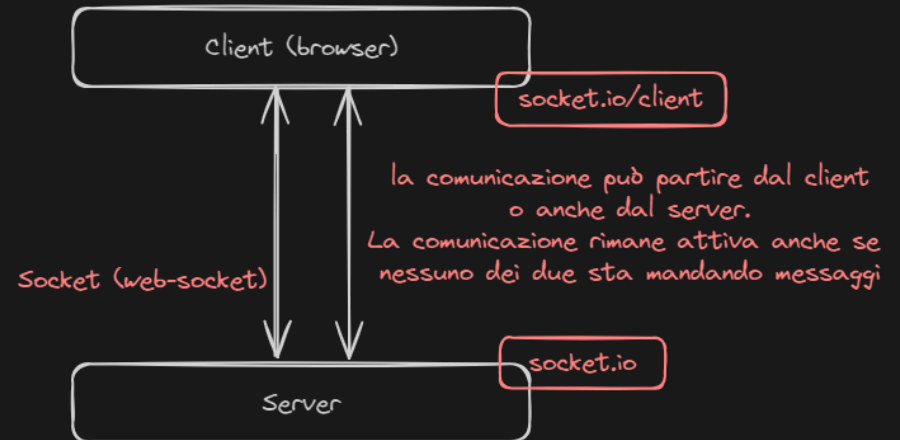 Client (browser)
socket.io/client
la comunicazione può partire dal client
o anche dal server.
La comunicazione rimane attiva anche se
nessuno dei due sta mandando messaggi
Socket (web-socket)
socket.io
Server